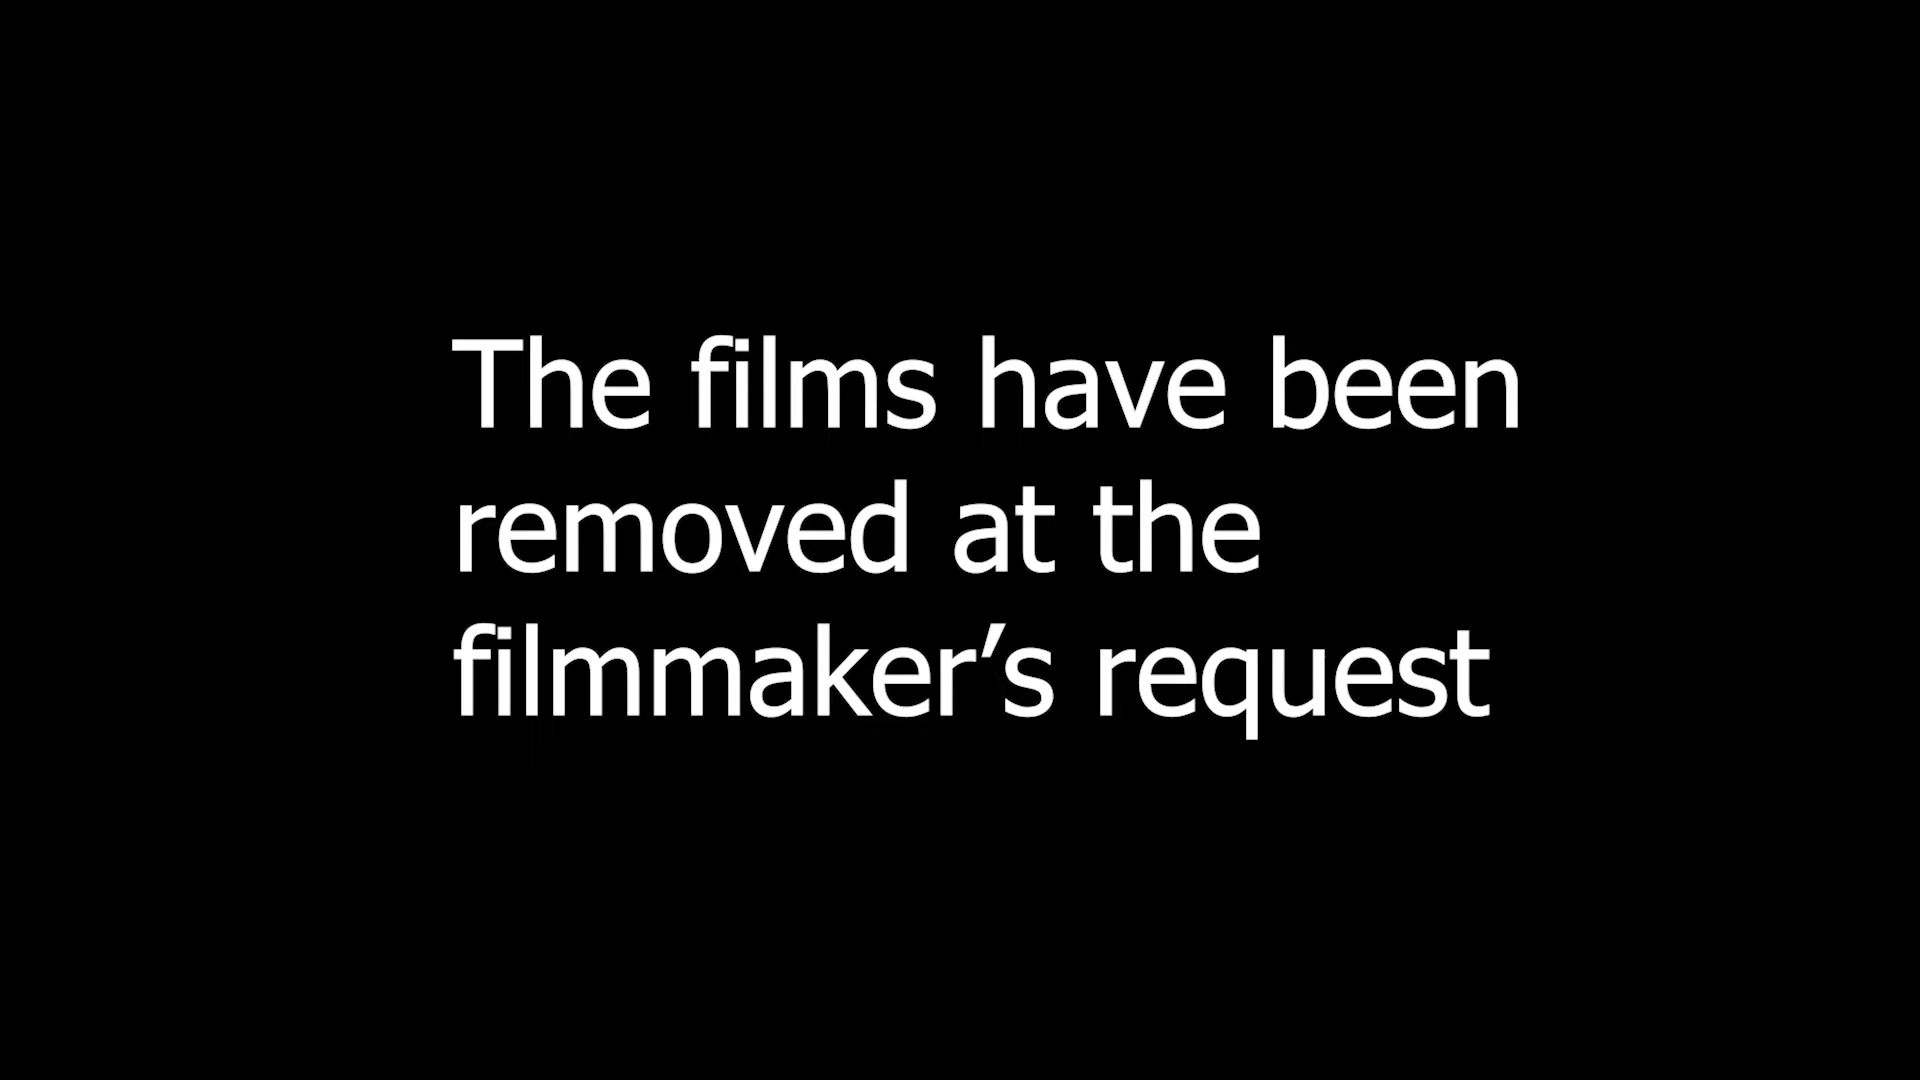 The films have been
removed at the
filmmaker’s request